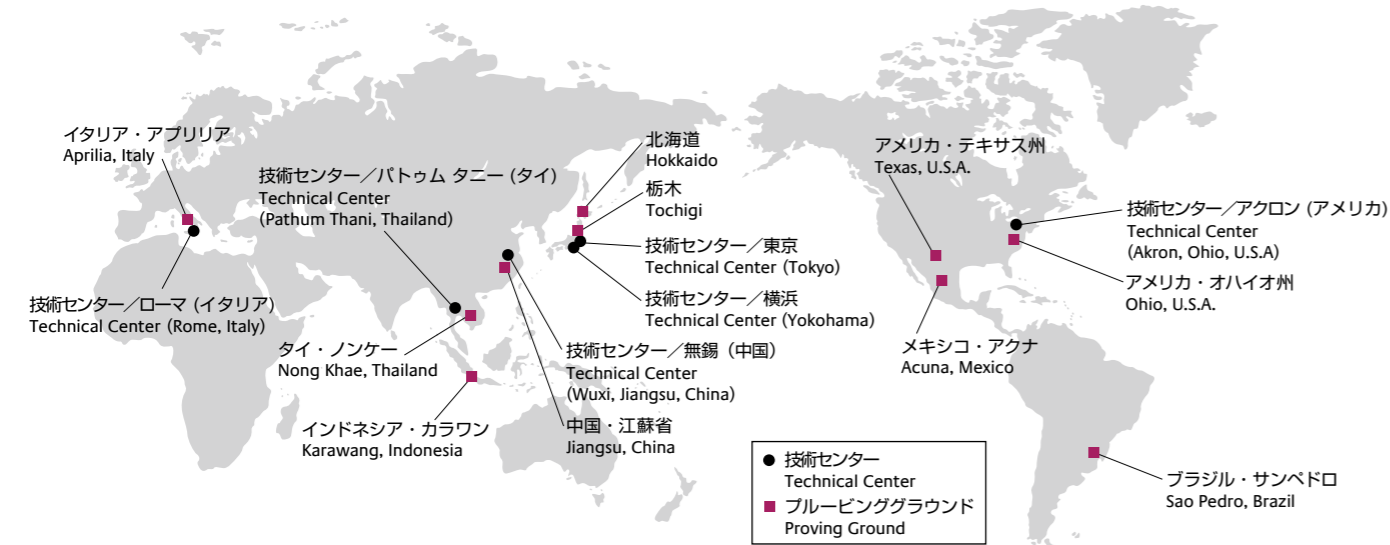 イタリア・アプリリア
Aprilia, Italy
技術センター／パトゥム タニー（タイ）
Technical Center
(Pathum Thani, Thailand)
北海道
Hokkaido
栃木
Tochigi
技術センター／東京
Technical Center (Tokyo)
技術センター／横浜
Technical Center (Yokohama)
アメリカ・テキサス州
Texas, U.S.A.
技術センター／アクロン（アメリカ）
Technical Center
(Akron, Ohio, U.S.A)
アメリカ・オハイオ州
Ohio, U.S.A.
技術センター／ローマ（イタリア）
Technical Center (Rome, Italy)
タイ・ノンケー
Nong Khae, Thailand
技術センター／無錫（中国）
Technical Center
(Wuxi, Jiangsu, China)
メキシコ・アクナ
Acuna, Mexico
インドネシア・カラワン
Karawang, Indonesia
中国・江蘇省
Jiangsu, China
技術センター
Technical Center
プルービンググラウンド
Proving Ground
ブラジル・サンペドロ
Sao Pedro, Brazil